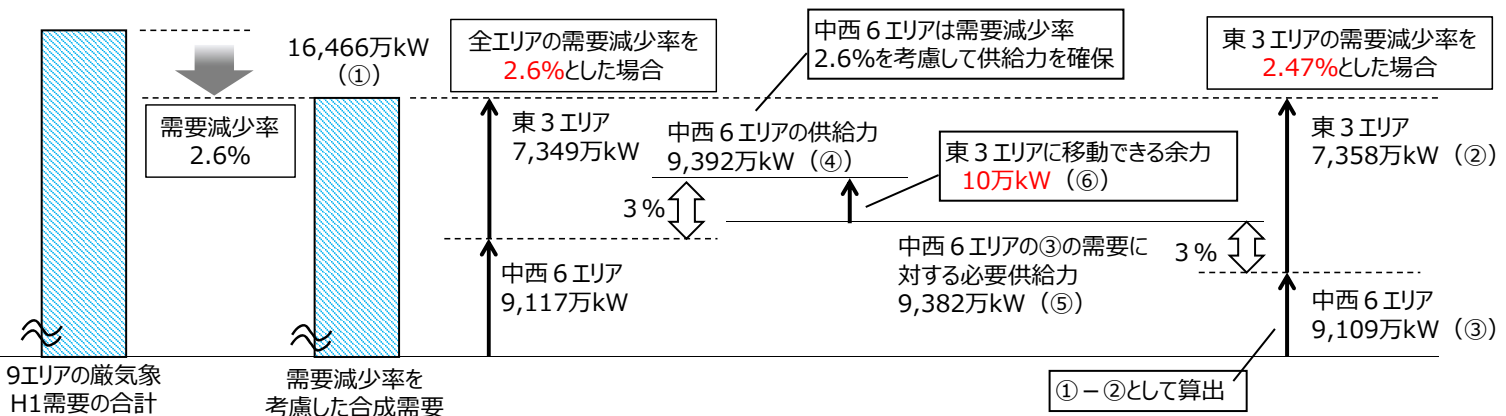 16,466万kW
（①）
需要減少率
2.6%
9エリアの厳気象
H1需要の合計
需要減少率を
考慮した合成需要
全エリアの需要減少率を
2.6%とした場合
東３エリア
7,349万kW
中西６エリア
9,117万kW
中西６エリアは需要減少率
2.6%を考慮して供給力を確保
中西６エリアの供給力
9,392万kW（④）
３%
東３エリアに移動できる余力
10万kW（⑥）
中西６エリアの③の需要に
対する必要供給力
9,382万kW（⑤）
３%
東３エリアの需要減少率を
2.47%とした場合
東３エリア
7,358万kW（②）
中西６エリア
9,109万kW（③）
①－②として算出